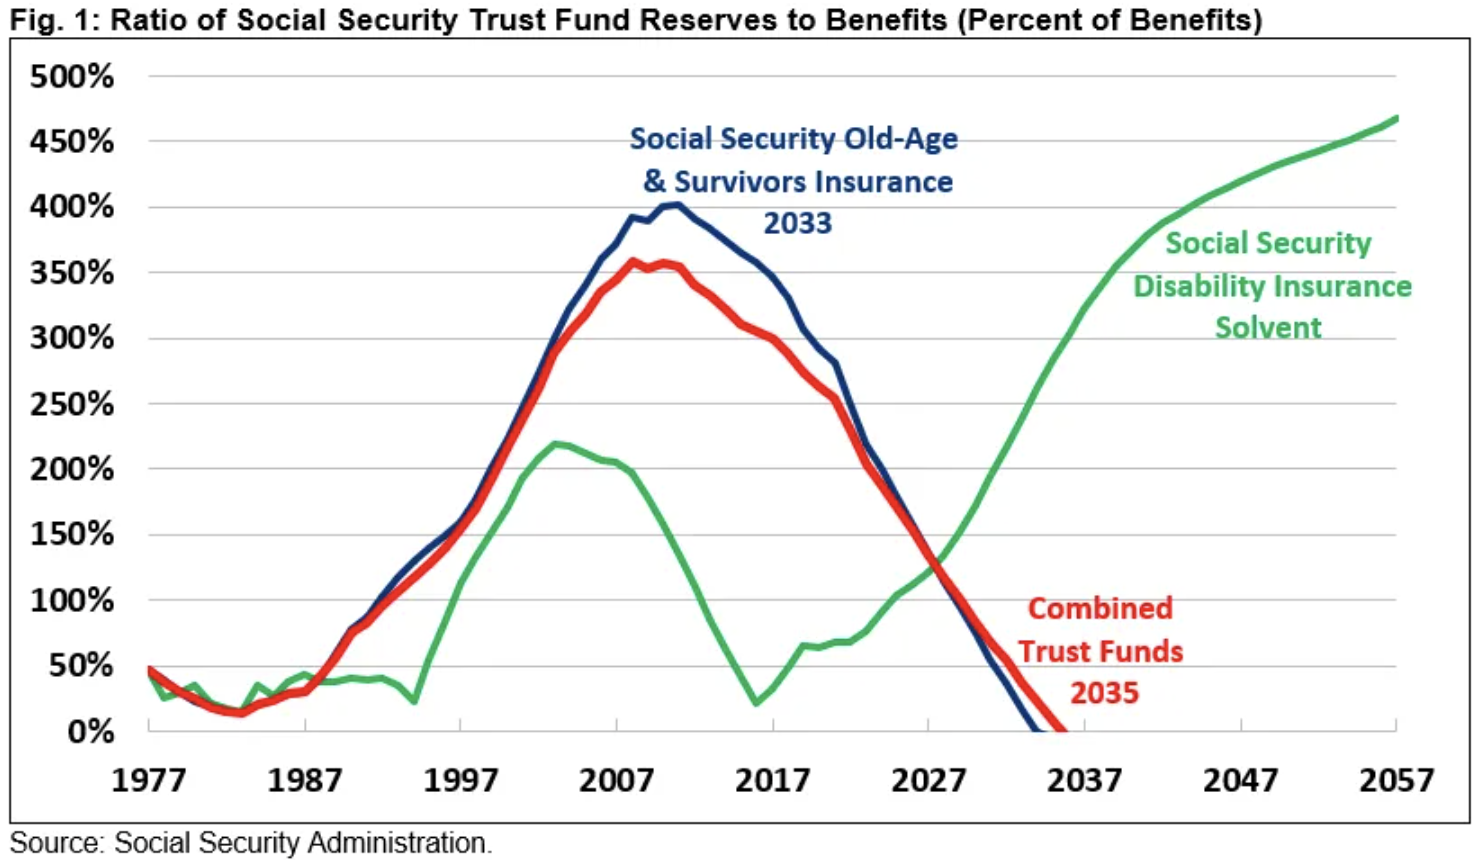 Fig. 1: Ratio of Social Security Trust Fund Reserves to Benefits (Percent of Benefits)
500%
450%
400%
350%
300%
250%
200%
150%
100%
50%
0%
Social Security Old-Age
& Survivors Insurance
2033
Social Security
Disability Insurance
Solvent
Combined
Trust Funds
2035
1977 1987 1997 2007 2017 2027 2037 2047 2057
Source: Social Security Administration.